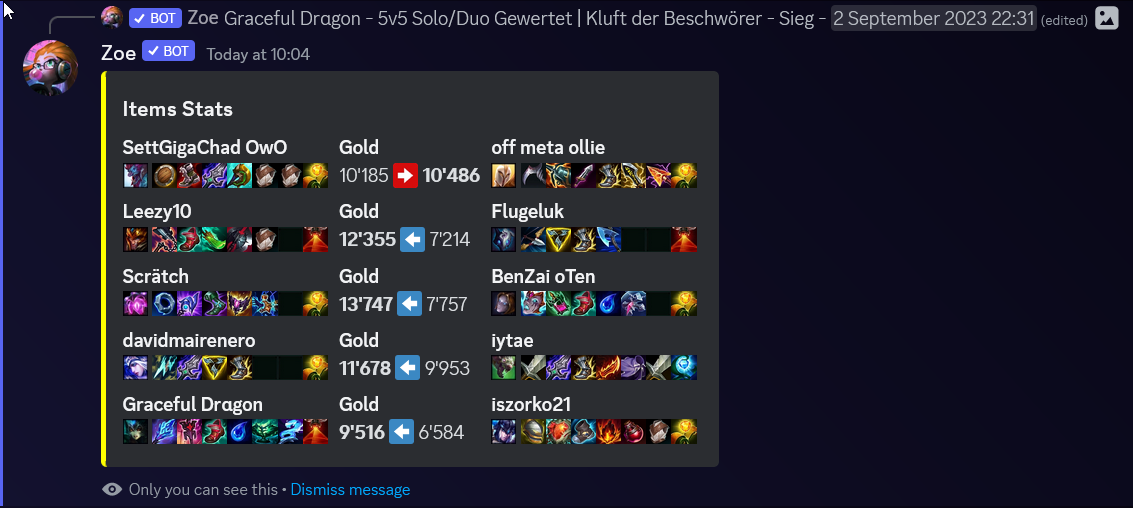 ✓ BOT Zoe Graceful Dragon - 5v5 Solo/Duo Gewertet | Kluft der Beschwörer - Sieg - 2 September 2023 22:31 (edited)
Zoe ✓ BOT Today at 10:04
Items Stats
SettGigaChad OwO Gold off meta ollie
10'185 10'486
Leezy10 Gold Flugeluk
12'355 7'214
Scrätch Gold BenZai oTen
13'747 7'757
davidmairenero Gold iytae
11'678 9'953
Graceful Dragon Gold iszorko21
9'516 6'584
Only you can see this • Dismiss message